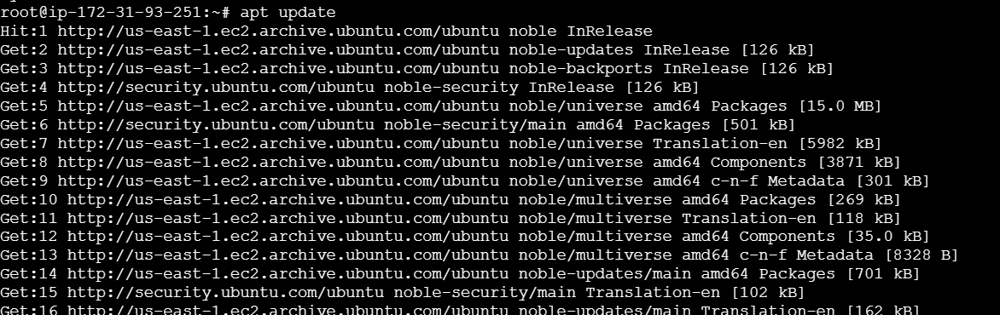 root@ip-172-31-93-251:~# apt update
Hit:1 http://us-east-1.ec2.archive.ubuntu.com/ubuntu noble InRelease
Get:2 http://us-east-1.ec2.archive.ubuntu.com/ubuntu noble-updates InRelease [126 kB]
Get:3 http://us-east-1.ec2.archive.ubuntu.com/ubuntu noble-backports InRelease [126 kB]
Get:4 http://security.ubuntu.com/ubuntu noble-security InRelease [126 kB]
Get:5 http://us-east-1.ec2.archive.ubuntu.com/ubuntu noble/universe amd64 Packages [15.0 MB]
Get:6 http://security.ubuntu.com/ubuntu noble-security/main amd64 Packages [501 kB]
Get:7 http://us-east-1.ec2.archive.ubuntu.com/ubuntu noble/universe Translation-en [5982 kB]
Get:8 http://us-east-1.ec2.archive.ubuntu.com/ubuntu noble/universe amd64 Components [3871 kB]
Get:9 http://us-east-1.ec2.archive.ubuntu.com/ubuntu noble/universe amd64 c-n-f Metadata [301 kB]
Get:10 http://us-east-1.ec2.archive.ubuntu.com/ubuntu noble/multiverse amd64 Packages [269 kB]
Get:11 http://us-east-1.ec2.archive.ubuntu.com/ubuntu noble/multiverse Translation-en [118 kB]
Get:12 http://us-east-1.ec2.archive.ubuntu.com/ubuntu noble/multiverse amd64 Components [35.0 kB]
Get:13 http://us-east-1.ec2.archive.ubuntu.com/ubuntu noble/multiverse amd64 c-n-f Metadata [8328 B]
Get:14 http://us-east-1.ec2.archive.ubuntu.com/ubuntu noble-updates/main amd64 Packages [701 kB]
Get:15 http://security.ubuntu.com/ubuntu noble-security/main Translation-en [102 kB]
Get:16 http://us-east-1.ec2.archive.ubuntu.com/ubuntu noble-updates/main Translation-en [162 kB]